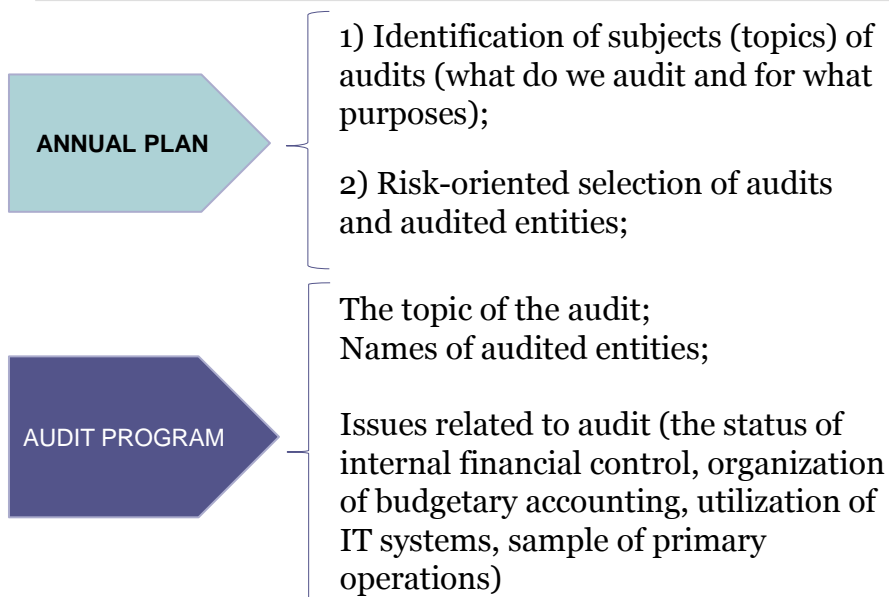 1) Identification of subjects (topics) of
audits (what do we audit and for what
purposes);
ANNUAL PLAN
2) Risk-oriented selection of audits
and audited entities;
The topic of the audit;
Names of audited entities;
AUDIT PROGRAM
Issues related to audit (the status of
internal financial control, organization
of budgetary accounting, utilization of
IT systems, sample of primary
operations)